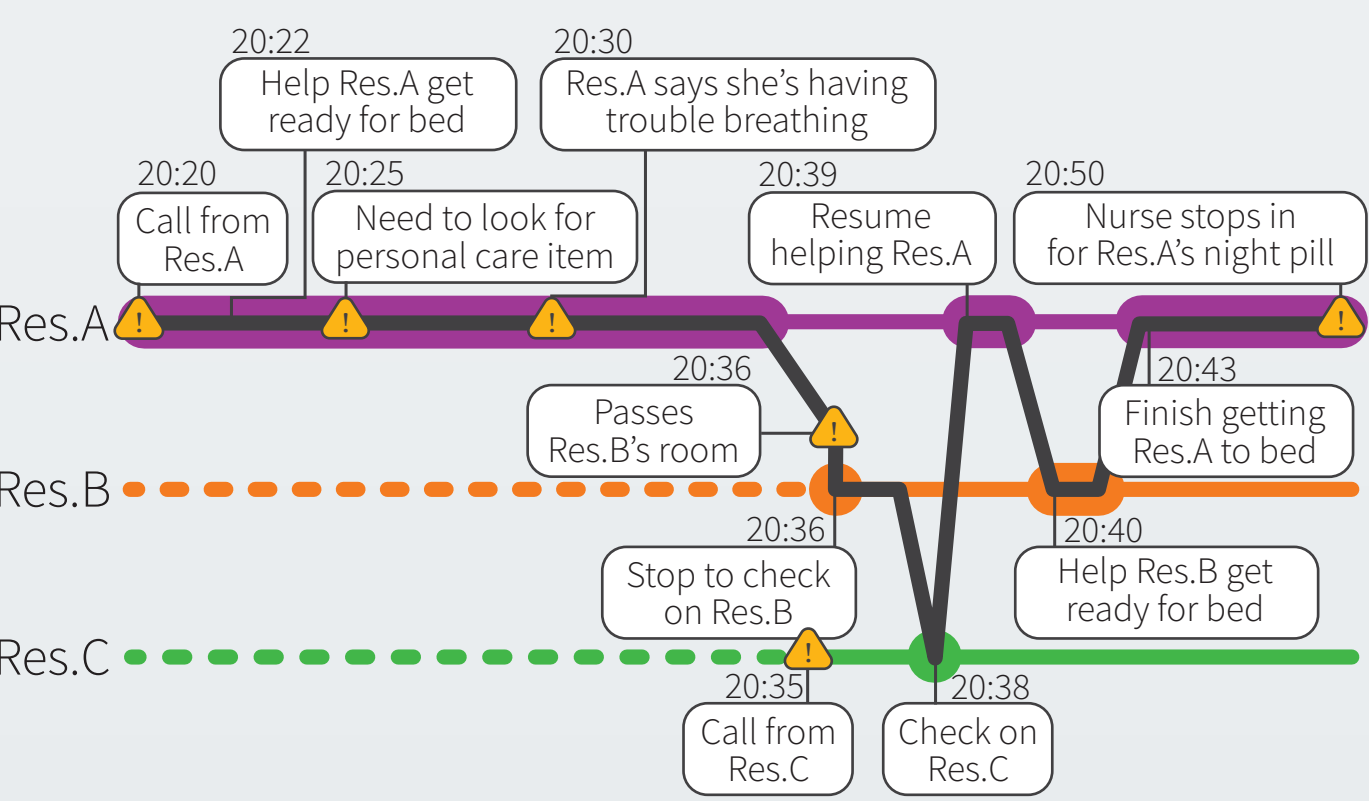 20:22
Help Res.A get
ready for bed
20:30
Res.A says she's having
trouble breathing
20:20
Call from
Res.A
20:25
Need to look for
personal care item
20:39
Resume
helping Res.A
20:50
Nurse stops in
for Res.A's night pill
Res.A
!
!
!
!
20:36
Passes
Res.B's room
!
20:43
Finish getting
Res.A to bed
Res.B
20:36
Stop to check
on Res.B
20:40
Help Res.B get
ready for bed
Res.C
!
20:35
Call from
Res.C
20:38
Check on
Res.C